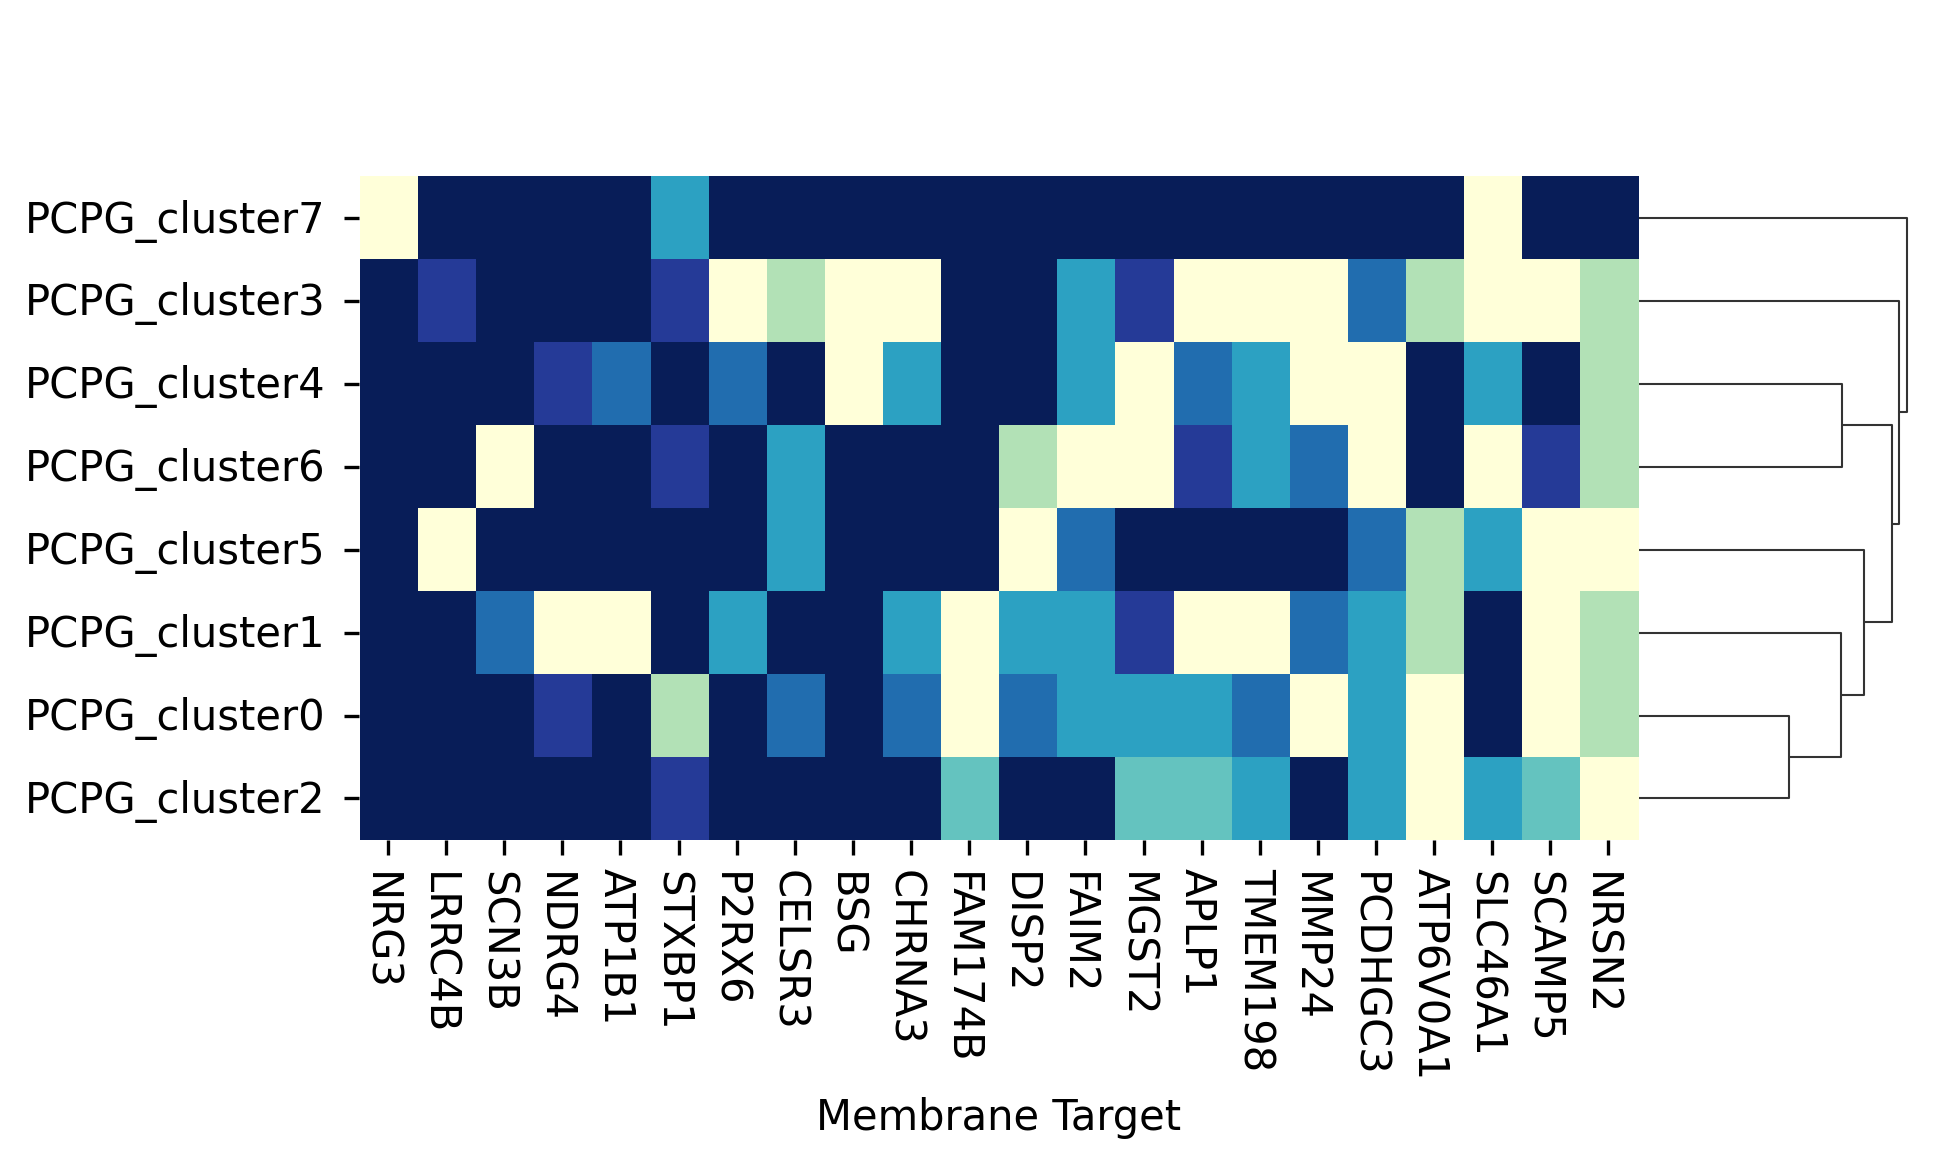 PCPG_cluster7
PCPG_cluster3
PCPG_cluster4
PCPG_cluster6
PCPG_cluster5
PCPG_cluster1
PCPG_cluster0
PCPG_cluster2
NRG3
LRRC4B
SCN3B
NDRG4
ATP1B1
STXBP1
P2RX6
CELSR3
BSG
CHRNA3
FAM174B
DISP2
FAIM2
MGST2
APLP1
TMEM198
MMP24
PCDHGC3
ATP6V0A1
SLC46A1
SCAMP5
NRSN2
Membrane Target